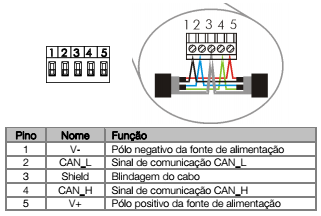 1 2 3 4 5
1 2 3 4 5
Pino Nome Função
1 V- Pólo negativo da fonte de alimentação
2 CAN_L Sinal de comunicação CAN_L
3 Shield Blindagem do cabo
4 CAN_H Sinal de comunicação CAN_H
5 V+ Pólo positivo da fonte de alimentação